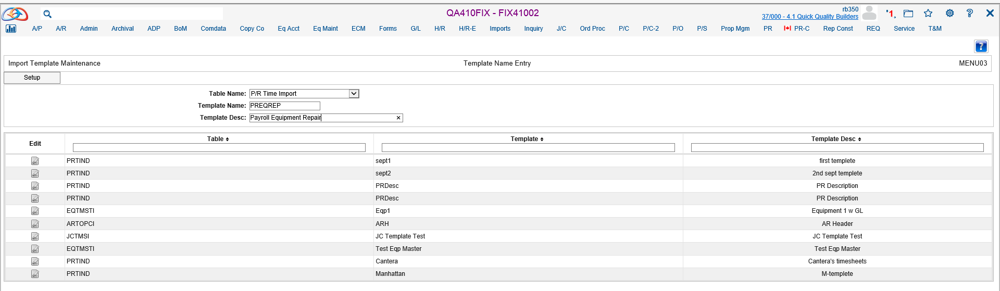 QA410FIX - FIX41002
rb350
37/000 - 4.1 Quick Quality Builders
A/P A/R Admin Archival ADP BoM Comdata Copy Co Eq Acct Eq Maint ECM Forms G/L H/R H/R-E Imports Inquiry J/C Ord Proc P/C P/C-2 P/O P/S Prop Mgm PR PR-C Rep Const REQ Service T&M
Import Template Maintenance Template Name Entry MENU03
Setup
Table Name: P/R Time Import
Template Name: PREQREP
Template Desc: Payroll Equipment Repair
Edit Table Template Template Desc
PRTIND sept1 first templete
PRTIND sept2 2nd sept templete
PRTIND PRDesc PR Description
PRTIND PRDesc PR Description
EQTMSTI Eqp1 Equipment 1 w GL
ARTOPCI ARH AR Header
JCTMSI JC Template Test JC Template Test
EQTMSTI Test Eqp Master Test Eqp Master
PRTIND Cantera Cantera's timesheets
PRTIND Manhattan M-templete